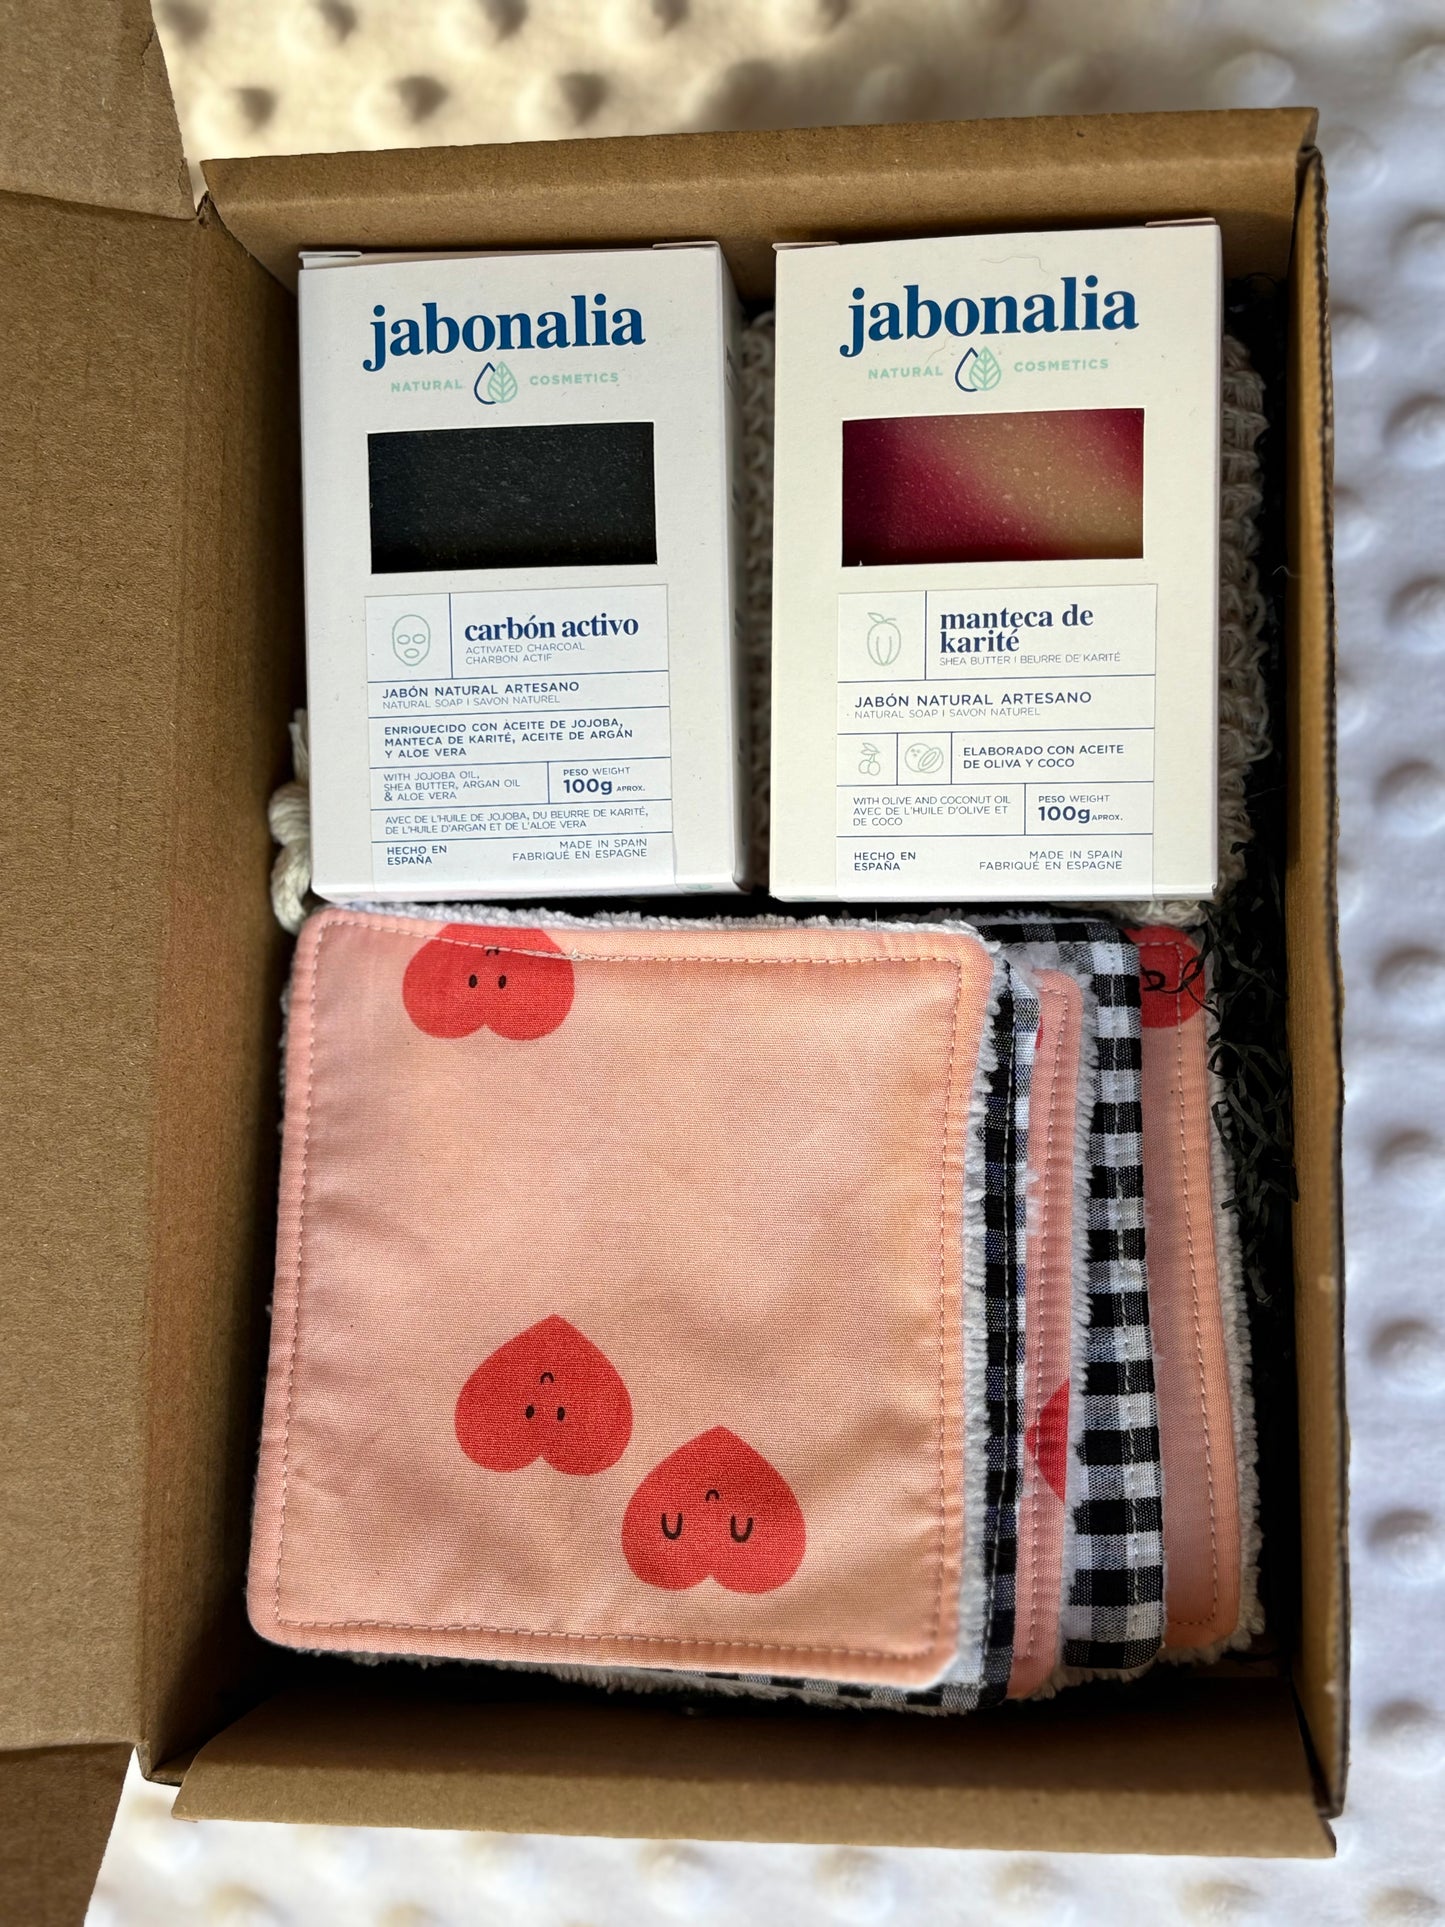 jabonalia
NATURAL COSMETICS
carbón activo
ACTIVATED CHARCOAL
CHARBON ACTIF
JABÓN NATURAL ARTESANO
NATURAL SOAP | SAVON NATUREL
ENRIQUECIDO CON ACEITE DE JOJOBA,
MANTECA DE KARITÉ, ACEITE DE ARGÁN
Y ALOE VERA
WITH JOJOBA OIL,
SHEA BUTTER, ARGAN OIL
& ALOE VERA
PESO WEIGHT
100g APROX.
AVEC DE L'HUILE DE JOJOBA, DU BEURRE DE KARITÉ,
DE L'HUILE D'ARGAN ET DE L'ALOE VERA
HECHO EN
ESPAÑA
MADE IN SPAIN
FABRIQUÉ EN ESPAGNE
jabonalia
NATURAL COSMETICS
manteca de
karité
SHEA BUTTER | BEURRE DE KARITÉ
JABÓN NATURAL ARTESANO
NATURAL SOAP | SAVON NATUREL
ELABORADO CON ACEITE
DE OLIVA Y COCO
WITH OLIVE AND COCONUT OIL
AVEC DE L'HUILE D'OLIVE ET
DE COCO
PESO WEIGHT
100g APROX.
HECHO EN
ESPAÑA
MADE IN SPAIN
FABRIQUÉ EN ESPAGNE